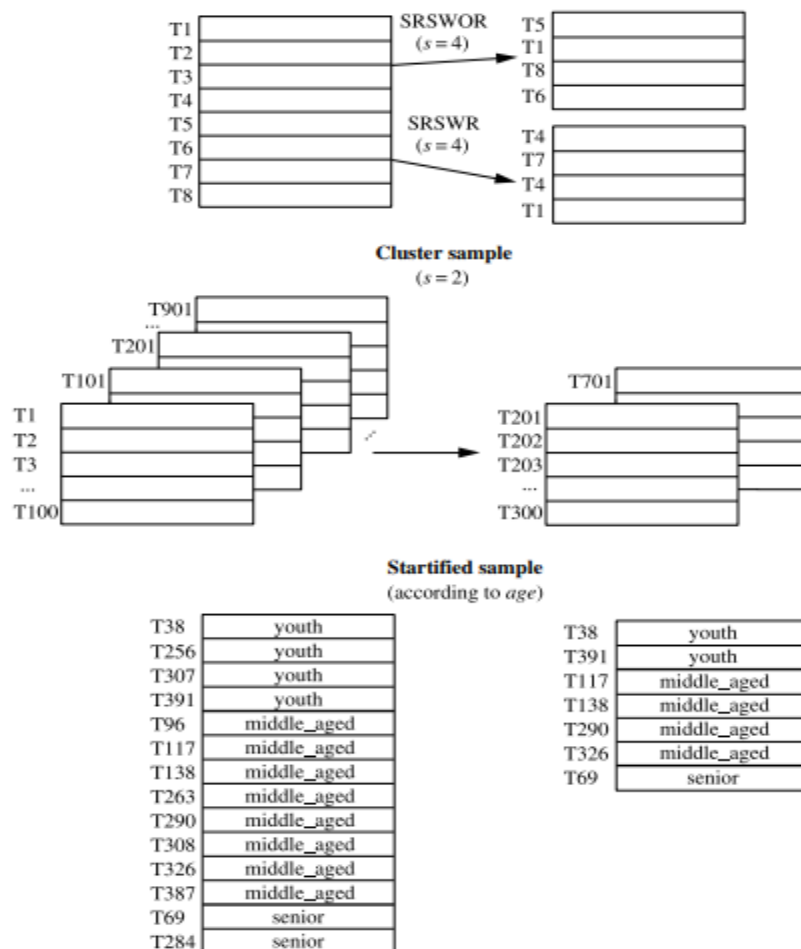 T1
T2
T3
T4
T5
T6
T7
T8
SRSWOR
(s = 4)
SRSWR
(s = 4)
T5
T1
T8
T6
T4
T7
T4
T1
Cluster sample
(s = 2)
T901
...
T201
T101
T1
T2
T3
...
T100
T701
T201
T202
T203
...
T300
Startified sample
(according to age)
T38 youth
T256 youth
T307 youth
T391 youth
T96 middle_aged
T117 middle_aged
T138 middle_aged
T263 middle_aged
T290 middle_aged
T308 middle_aged
T326 middle_aged
T387 middle_aged
T69 senior
T284 senior
T38 youth
T391 youth
T117 middle_aged
T138 middle_aged
T290 middle_aged
T326 middle_aged
T69 senior